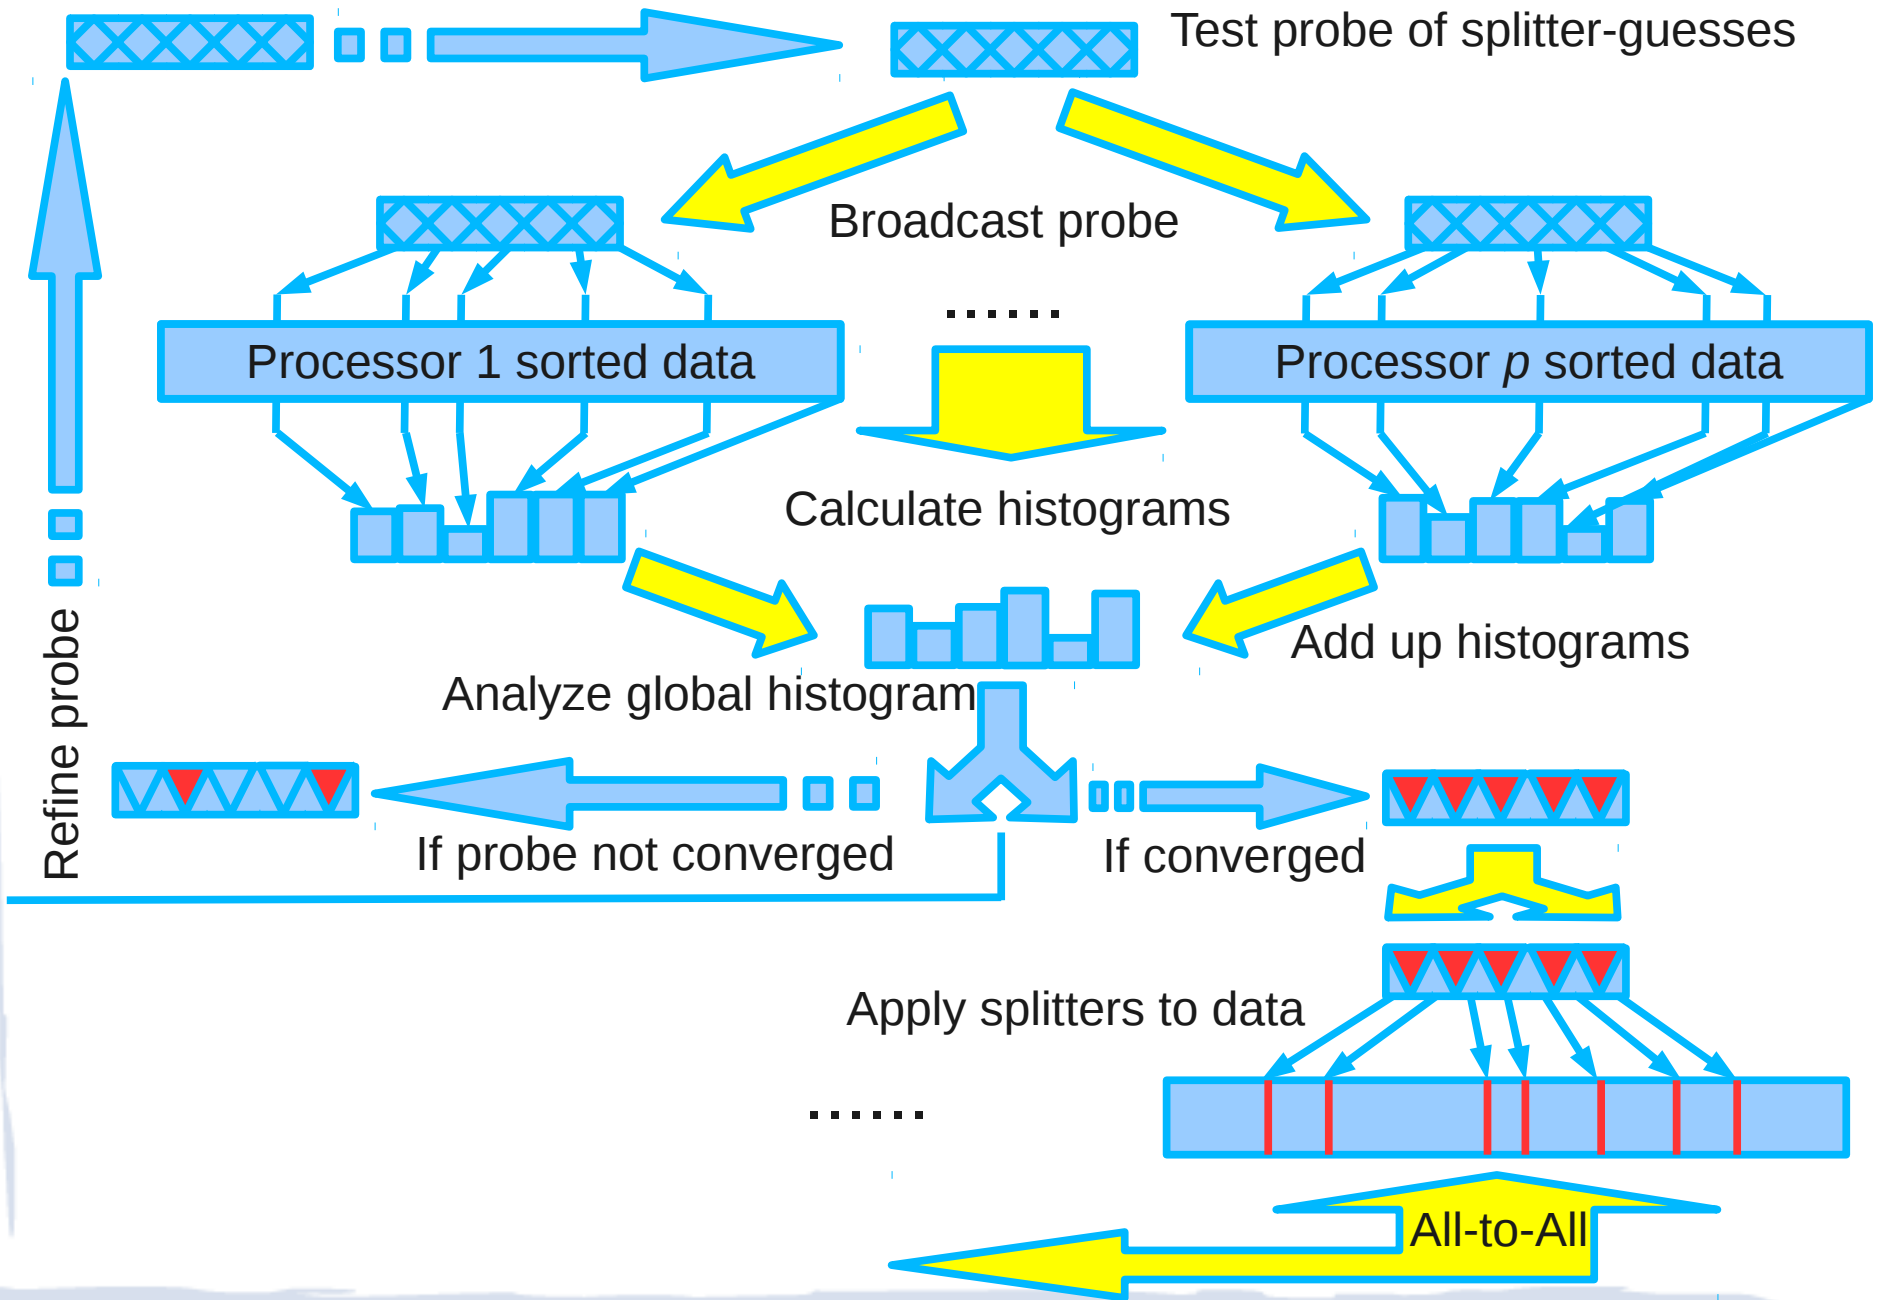 Test probe of splitter-guesses
Broadcast probe
......
Processor 1 sorted data
Processor p sorted data
Calculate histograms
Add up histograms
Analyze global histogram
Refine probe
If probe not converged
If converged
Apply splitters to data
......
All-to-All